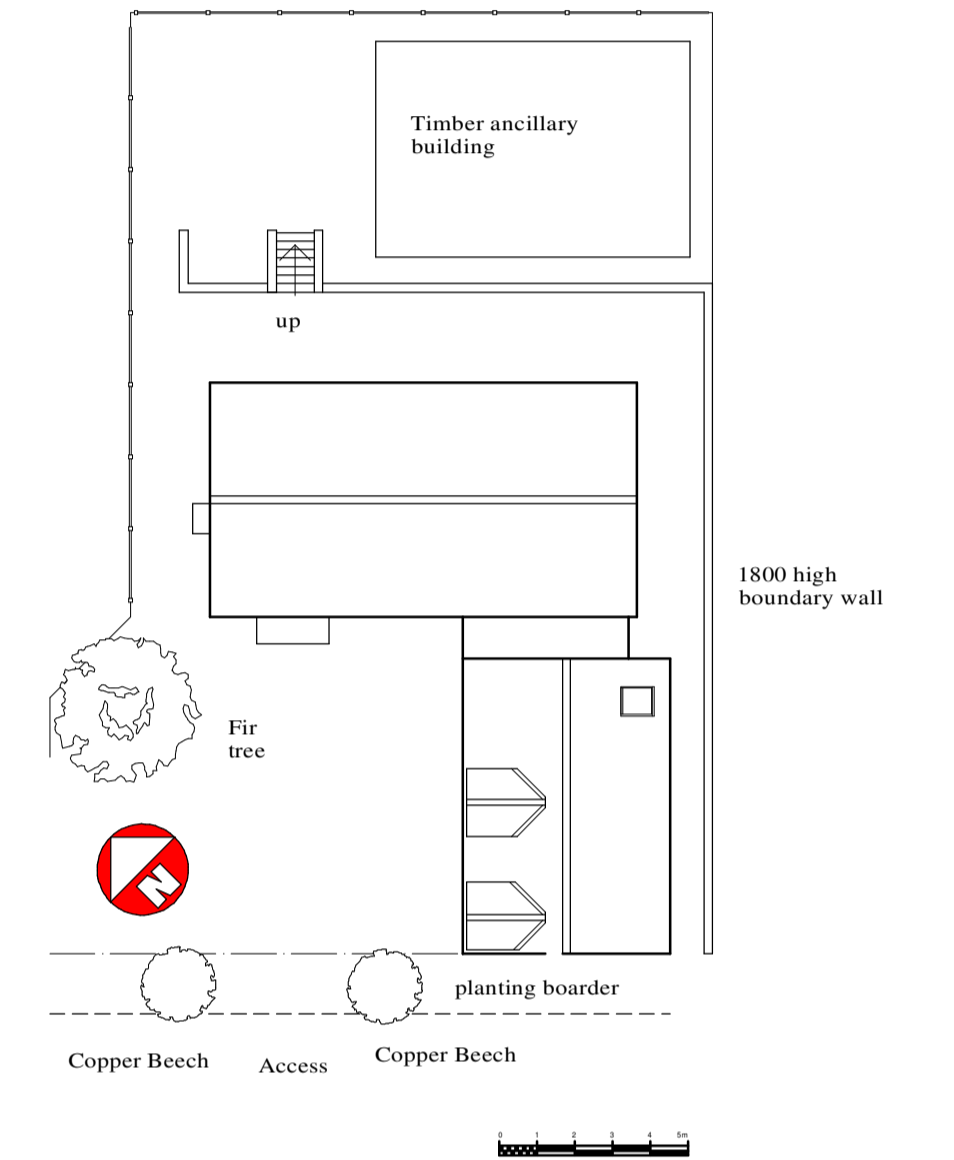 Timber ancillary
building
up
1800 high
boundary wall
Fir
tree
N
planting boarder
Copper Beech
Access
Copper Beech
0 1 2 3 4 5m